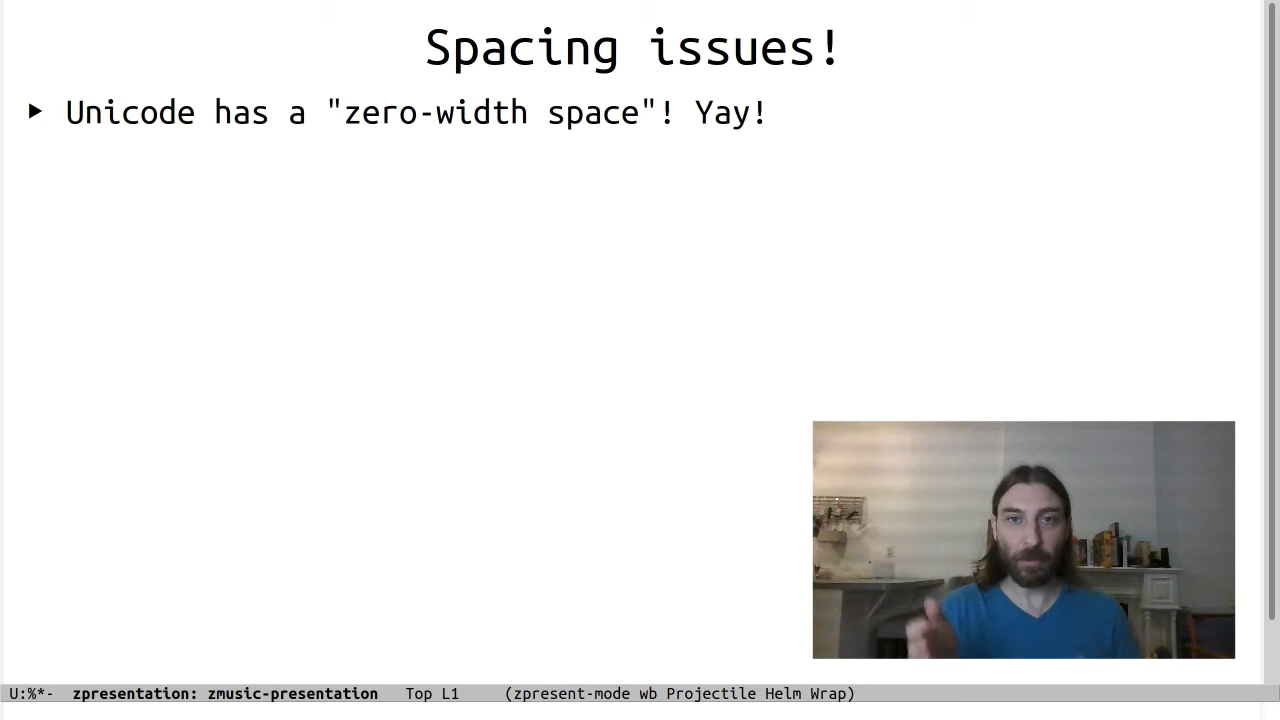 Spacing issues!
▶ Unicode has a "zero-width space"! Yay!
U:%*-  zpresentation: zmusic-presentation   Top L1     (zpresent-mode wb Projectile Helm Wrap)